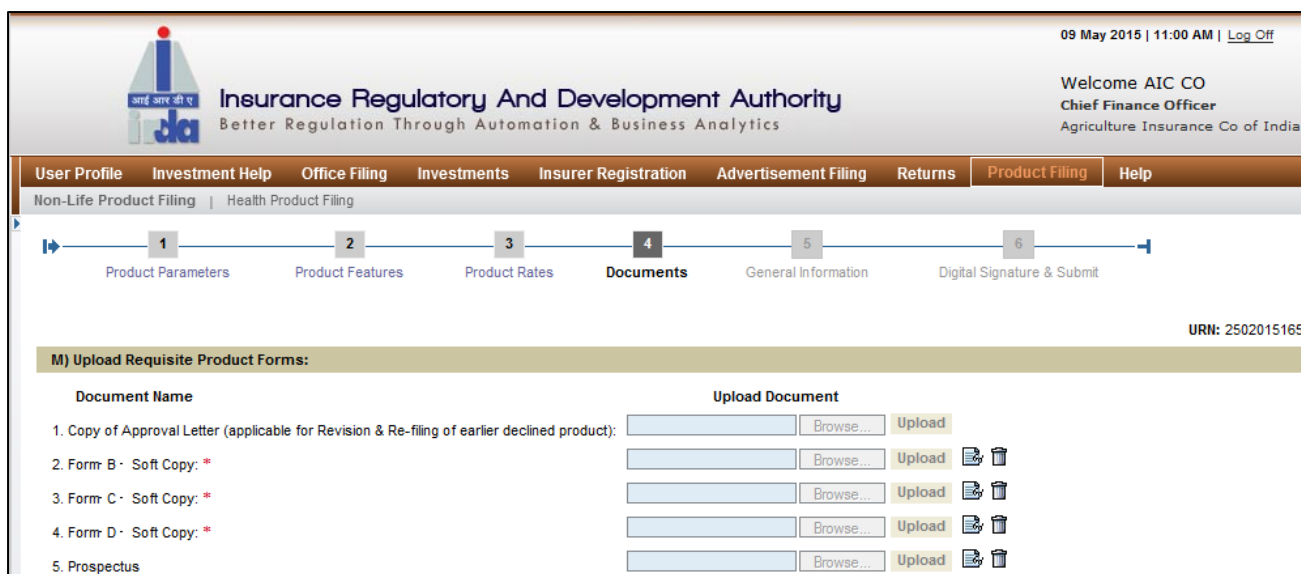 09 May 2015 | 11:00 AM | Log Off
आई आर डी ए
irda
Insurance Regulatory And Development Authority
Better Regulation Through Automation & Business Analytics
Welcome AIC CO
Chief Finance Officer
Agriculture Insurance Co of India
User Profile Investment Help Office Filing Investments Insurer Registration Advertisement Filing Returns Product Filing Help
Non-Life Product Filing | Health Product Filing
1 2 3 4 5 6
Product Parameters Product Features Product Rates Documents General Information Digital Signature & Submit
URN: 2502015165
M) Upload Requisite Product Forms:
Document Name Upload Document
1. Copy of Approval Letter (applicable for Revision & Re-filing of earlier declined product): Browse... Upload
2. Form- B - Soft Copy: * Browse... Upload
3. Form- C - Soft Copy: * Browse... Upload
4. Form- D - Soft Copy: * Browse... Upload
5. Prospectus Browse... Upload